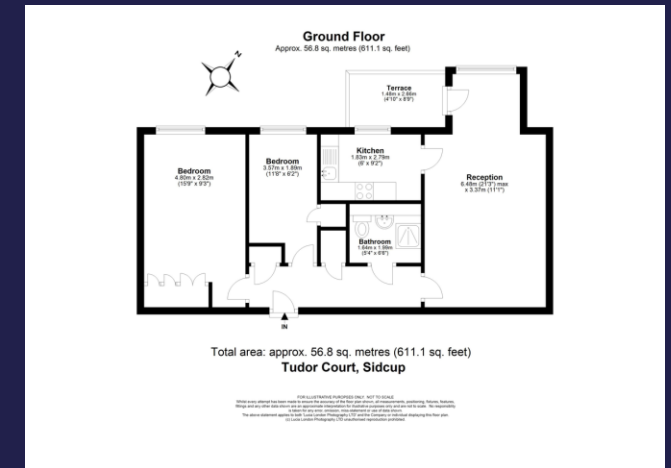 Ground Floor
Approx. 56.8 sq. metres (611.1 sq. feet)
N
Terrace
1.48m x 2.66m
(4'10" x 8'9")
Kitchen
1.83m x 2.79m
(6' x 9'2")
Bedroom
4.80m x 2.82m
(15'9" x 9'3")
Bedroom
3.57m x 1.89m
(11'8" x 6'2")
Reception
6.48m (21'3") max
x 3.37m (11'1")
Bathroom
1.64m x 1.99m
(5'4" x 6'6")
IN
Total area: approx. 56.8 sq. metres (611.1 sq. feet)
Tudor Court, Sidcup
FOR ILLUSTRATIVE PURPOSES ONLY. NOT TO SCALE.